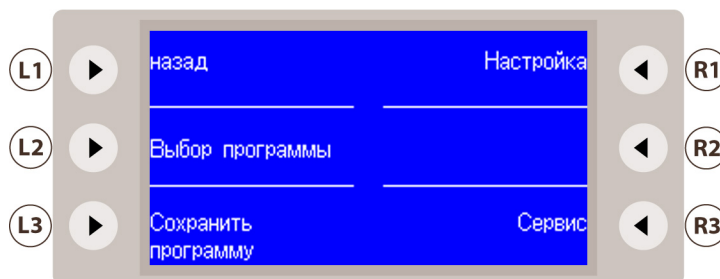 L1 назад Настройка R1
L2 Выбор программы R2
L3 Сохранить Сервис R3
программу